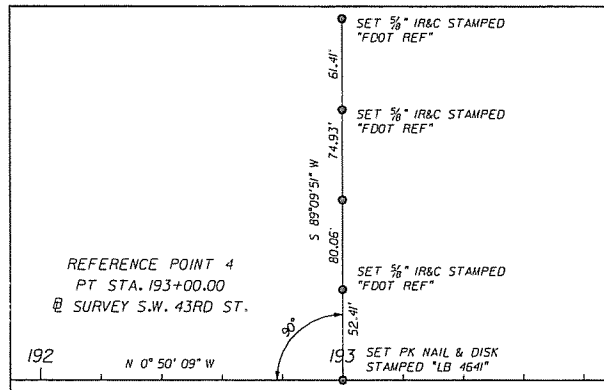 SET 5/8" IR&C STAMPED
"FDOT REF"
61.41'
SET 5/8" IR&C STAMPED
"FDOT REF"
74.93'
S 89°09'51" W
80.06'
REFERENCE POINT 4
PT STA. 193+00.00
℄ SURVEY S.W. 43RD ST.
SET 5/8" IR&C STAMPED
"FDOT REF"
52.41'
90°
192
N 0° 50' 09" W
193
SET PK NAIL & DISK
STAMPED "LB 4641"